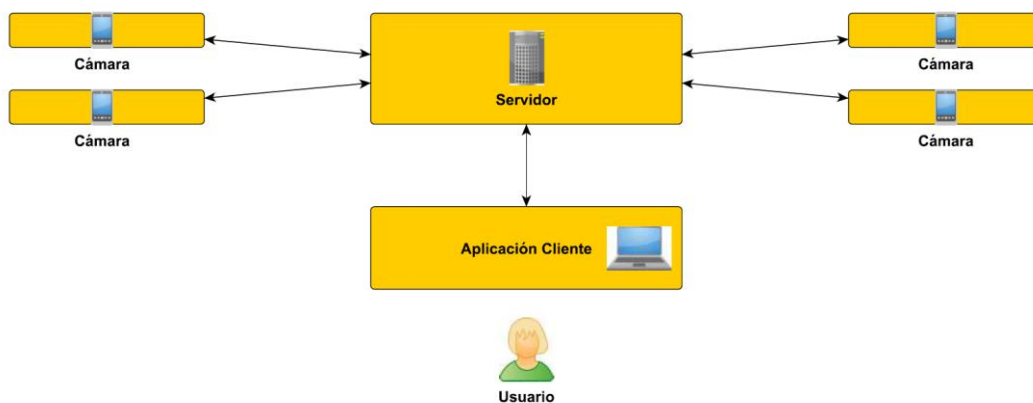 Cámara
Servidor
Cámara
Cámara
Cámara
Aplicación Cliente
Usuario